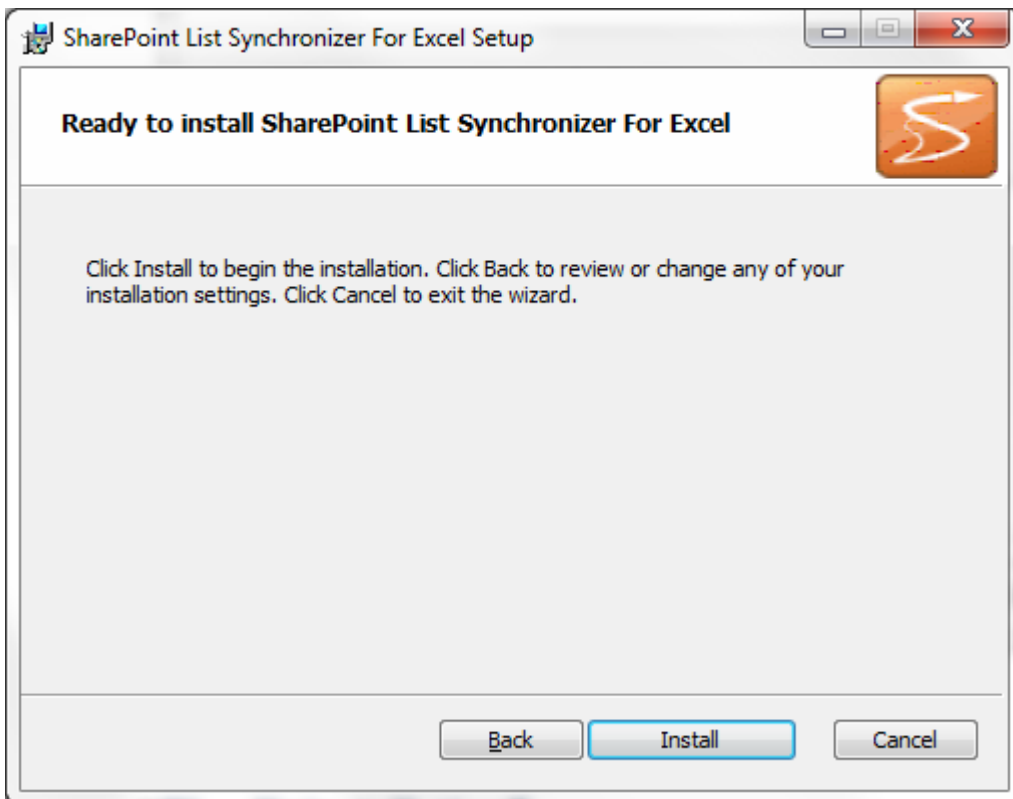 SharePoint List Synchronizer For Excel Setup
Ready to install SharePoint List Synchronizer For Excel
Click Install to begin the installation. Click Back to review or change any of your
installation settings. Click Cancel to exit the wizard.
Back Install Cancel